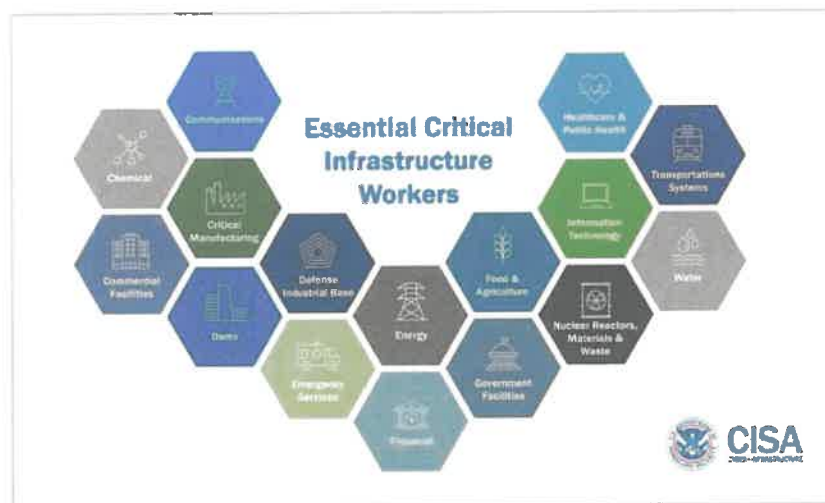 Essential Critical
Infrastructure
Workers
Communications
Chemical
Critical
Manufacturing
Commercial
Facilities
Dams
Defense
Industrial Base
Emergency
Services
Energy
Financial
Food &
Agriculture
Government
Facilities
Healthcare &
Public Health
Information
Technology
Nuclear Reactors,
Materials &
Waste
Transportations
Systems
Water
CISA